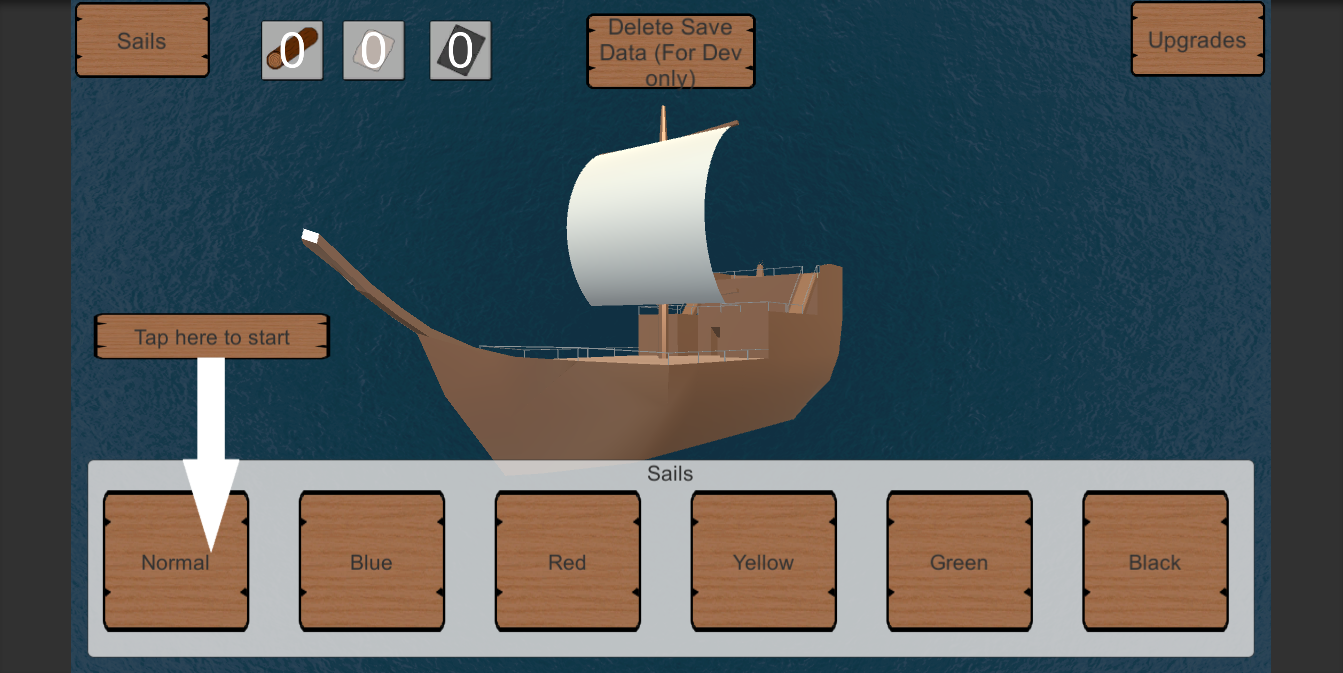 Sails
0
0
0
Delete Save
Data (For Dev
only)
Upgrades
Tap here to start
Sails
Normal
Blue
Red
Yellow
Green
Black